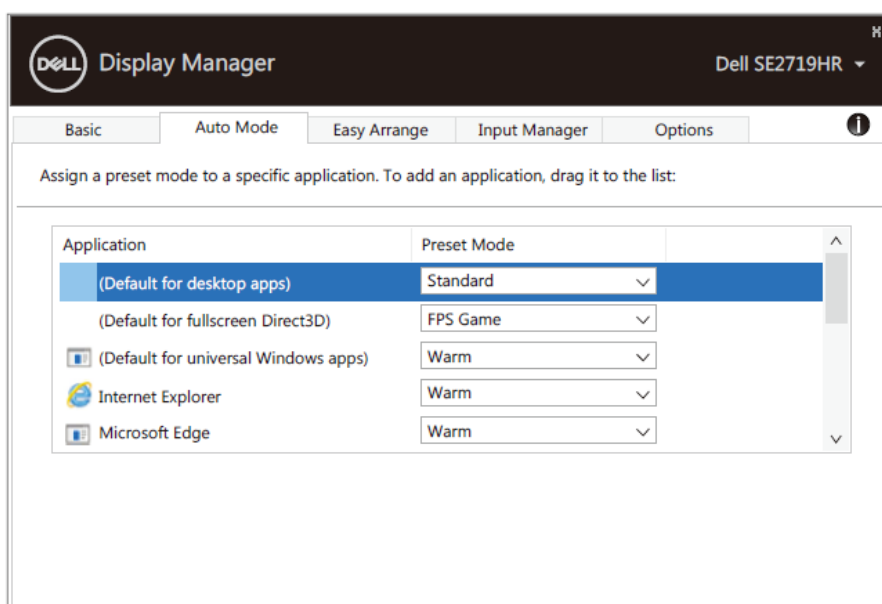 DELL Display Manager
Dell SE2719HR
Basic Auto Mode Easy Arrange Input Manager Options
Assign a preset mode to a specific application. To add an application, drag it to the list:
Application Preset Mode
(Default for desktop apps) Standard
(Default for fullscreen Direct3D) FPS Game
(Default for universal Windows apps) Warm
Internet Explorer Warm
Microsoft Edge Warm